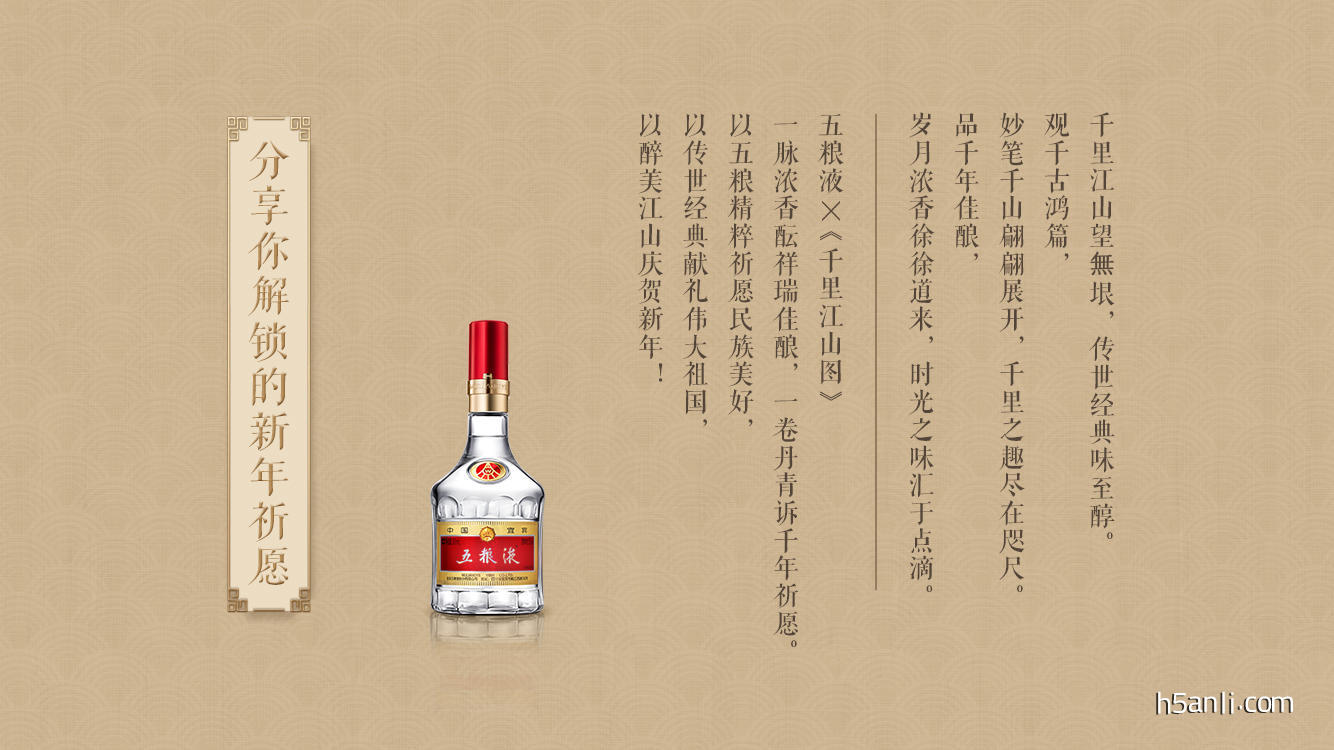 千里江山望無垠，传世经典味至醇。
观千古鸿篇，
妙笔千山翩翩展开，千里之趣尽在咫尺。
品千年佳酿，
岁月浓香徐徐道来，时光之味汇于点滴。
五粮液×《千里江山图》
一脉浓香酝祥瑞佳酿，一卷丹青诉千年祈愿。
以五粮精粹祈愿民族美好，
以传世经典献礼伟大祖国，
以醉美江山庆贺新年！
中国 宜宾
五粮液
分享你解锁的新年祈愿
h5anli.com